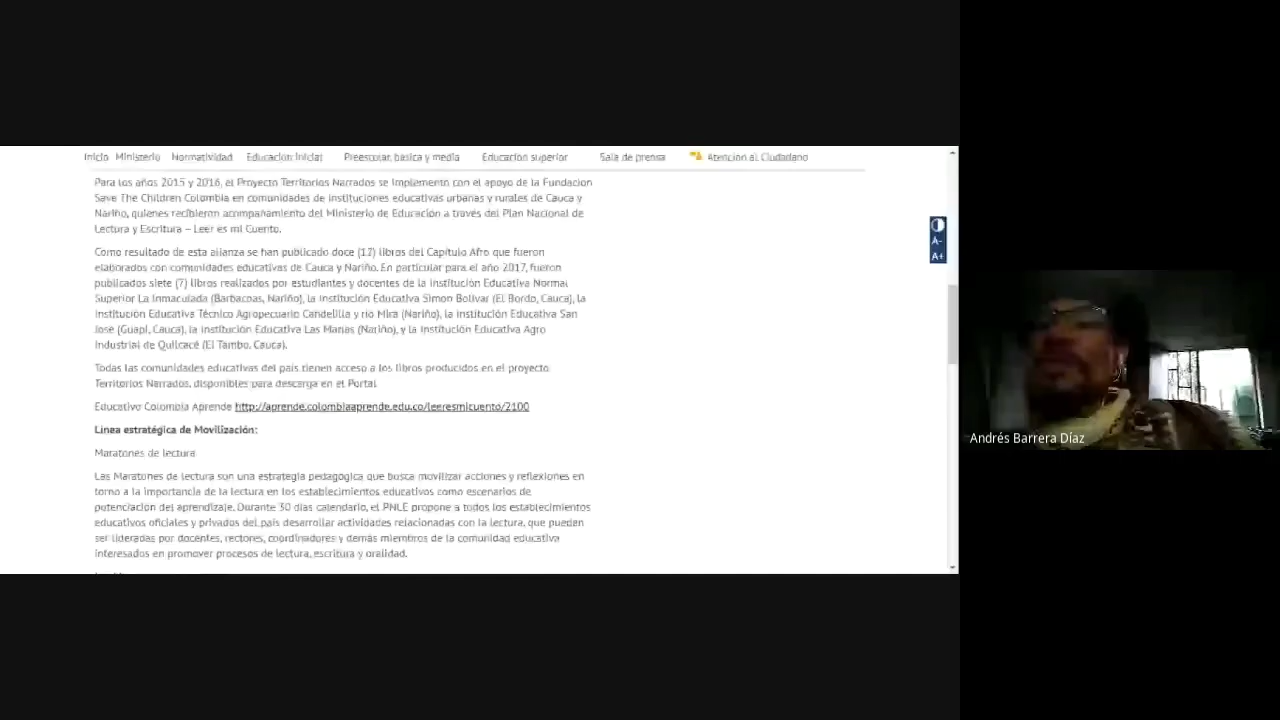 Inicio Ministerio Normatividad Educación inicial Preescolar, básica y media Educación superior Sala de prensa Atención al Ciudadano
Para los años 2015 y 2016, el Proyecto Territorios Narrados se implementó con el apoyo de la Fundación
Save The Children Colombia en comunidades de instituciones educativas urbanas y rurales de Cauca y
Nariño, quienes recibieron acompañamiento del Ministerio de Educación a través del Plan Nacional de
Lectura y Escritura – Leer es mi Cuento.
Como resultado de esta alianza se han publicado doce (12) libros del Capítulo Afro que fueron
elaborados con comunidades educativas de Cauca y Nariño. En particular para el año 2017, fueron
publicados siete (7) libros realizados por estudiantes y docentes de la Institución Educativa Normal
Superior La Inmaculada (Barbacoas, Nariño), la Institución Educativa Simón Bolívar (El Bordo, Cauca), la
Institución Educativa Técnico Agropecuario Candelilla y río Mira (Nariño), la Institución Educativa San
José (Guapi, Cauca), la Institución Educativa Las Marías (Nariño), y la Institución Educativa Agro
Industrial de Quilcacé (El Tambo, Cauca).
Todas las comunidades educativas del país tienen acceso a los libros producidos en el proyecto
Territorios Narrados, disponibles para descarga en el Portal
Educativo Colombia Aprende http://aprende.colombiaaprende.edu.co/leeresmicuento/2100
Línea estratégica de Movilización:
Maratones de lectura
Las Maratones de lectura son una estrategia pedagógica que busca movilizar acciones y reflexiones en
torno a la importancia de la lectura en los establecimientos educativos como escenarios de
potenciación del aprendizaje. Durante 30 días calendario, el PNLE propone a todos los establecimientos
educativos oficiales y privados del país desarrollar actividades relacionadas con la lectura, que pueden
ser lideradas por docentes, rectores, coordinadores y demás miembros de la comunidad educativa
interesados en promover procesos de lectura, escritura y oralidad.
A-
A+
Andrés Barrera Díaz